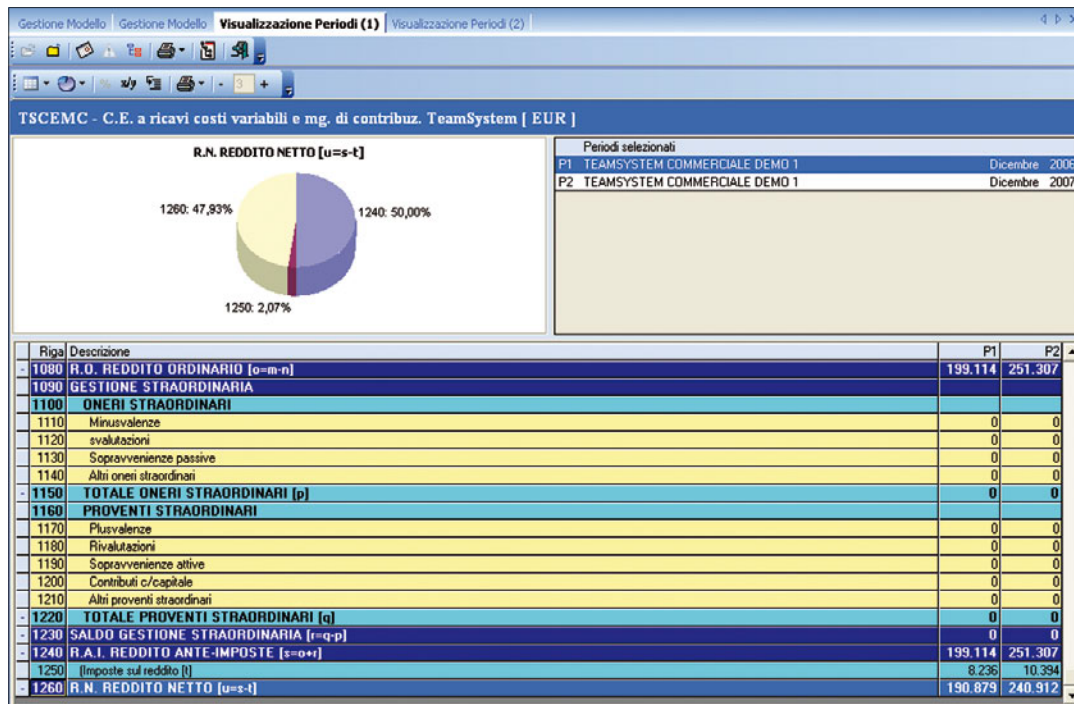 Gestione Modello Gestione Modello Visualizzazione Periodi (1) Visualizzazione Periodi (2)
% x/y - 3 +
TSCEMC - C.E. a ricavi costi variabili e mg. di contribuz. TeamSystem [ EUR ]
R.N. REDDITO NETTO [u=s-t]
1260: 47,93%
1240: 50,00%
1250: 2,07%
Periodi selezionati
P1 TEAMSYSTEM COMMERCIALE DEMO 1 Dicembre 2006
P2 TEAMSYSTEM COMMERCIALE DEMO 1 Dicembre 2007
Riga Descrizione P1 P2
- 1080 R.O. REDDITO ORDINARIO [o=m-n] 199.114 251.307
1090 GESTIONE STRAORDINARIA
1100 ONERI STRAORDINARI
1110 Minusvalenze 0 0
1120 svalutazioni 0 0
1130 Sopravvenienze passive 0 0
1140 Altri oneri straordinari 0 0
- 1150 TOTALE ONERI STRAORDINARI [p] 0 0
1160 PROVENTI STRAORDINARI
1170 Plusvalenze 0 0
1180 Rivalutazioni 0 0
1190 Sopravvenienze attive 0 0
1200 Contributi c/capitale 0 0
1210 Altri proventi straordinari 0 0
- 1220 TOTALE PROVENTI STRAORDINARI [q] 0 0
- 1230 SALDO GESTIONE STRAORDINARIA [r=q-p] 0 0
- 1240 R.A.I. REDDITO ANTE-IMPOSTE [s=o+r] 199.114 251.307
1250 (Imposte sul reddito [t] 8.236 10.394
- 1260 R.N. REDDITO NETTO [u=s-t] 190.879 240.912